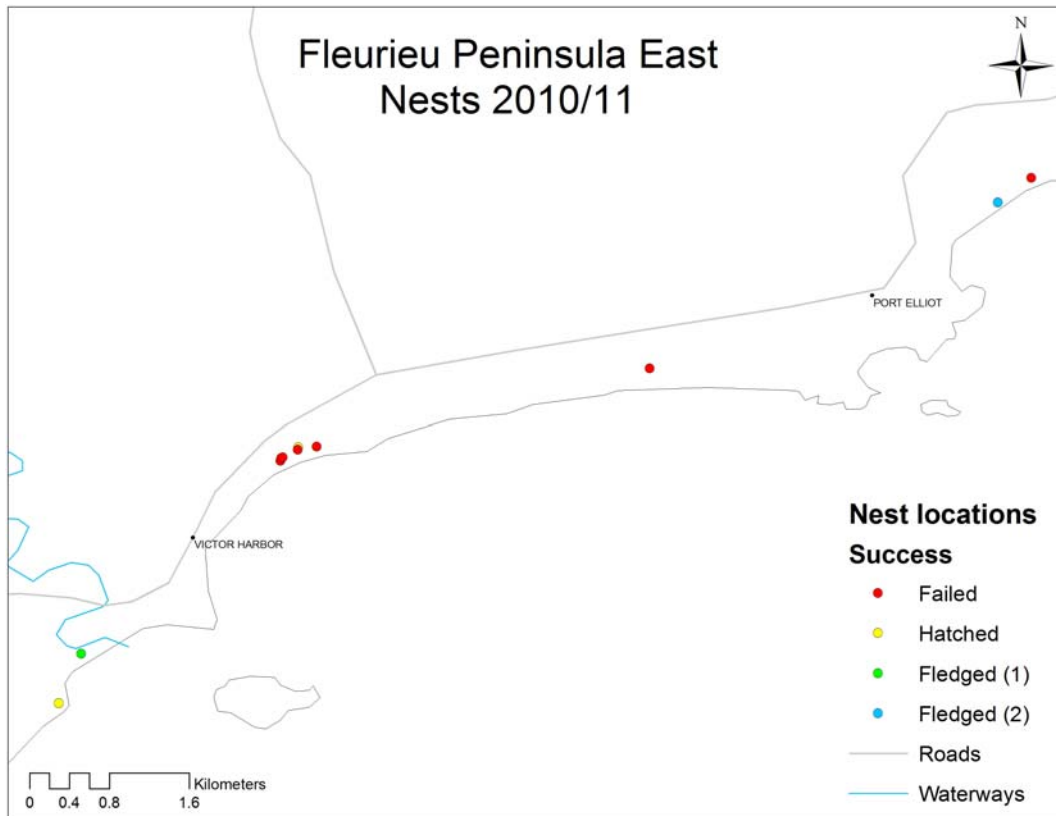 Fleurieu Peninsula East
Nests 2010/11
N
PORT ELLIOT
VICTOR HARBOR
Nest locations
Success
Failed
Hatched
Fledged (1)
Fledged (2)
Roads
Waterways
Kilometers
0 0.4 0.8 1.6